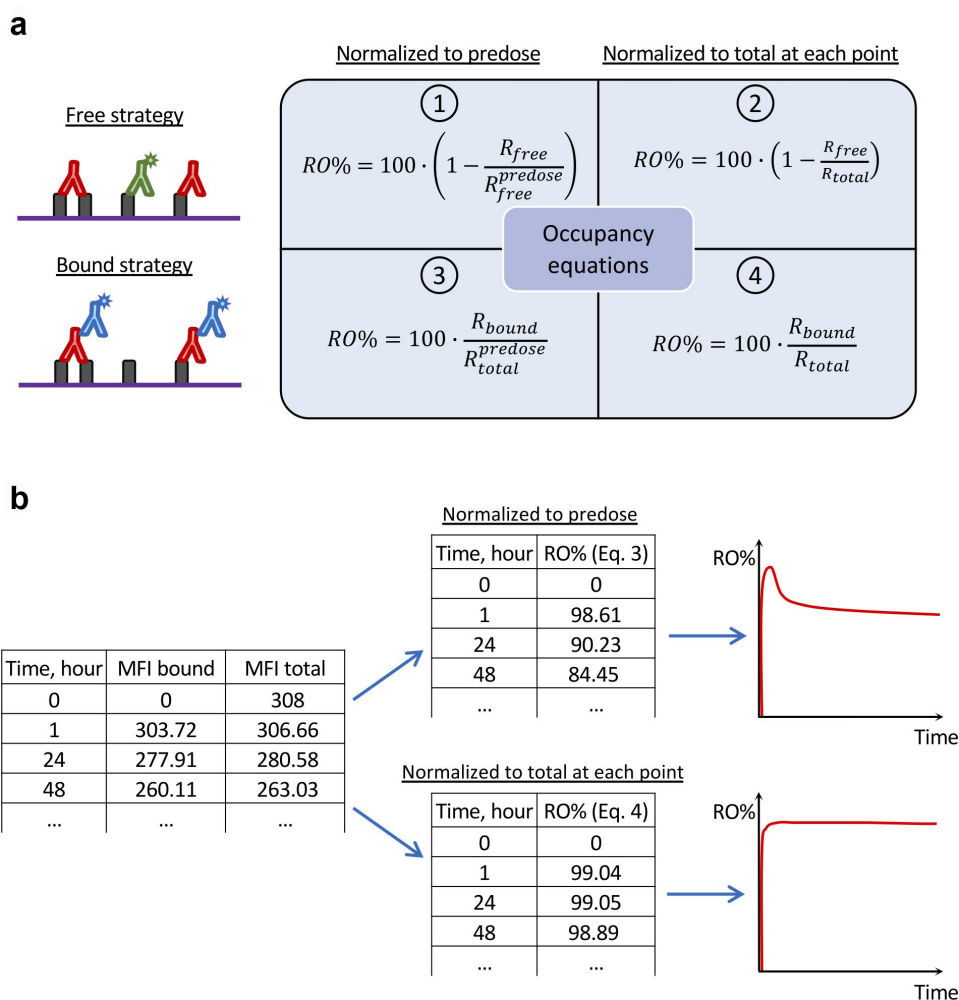 a
Normalized to predose
Normalized to total at each point
Free strategy
Bound strategy
1
RO% = 100 · (1 − R_free / R_free^predose)
2
RO% = 100 · (1 − R_free / R_total)
Occupancy
equations
3
RO% = 100 · R_bound / R_total^predose
4
RO% = 100 · R_bound / R_total
b
Time, hour MFI bound MFI total
0 0 308
1 303.72 306.66
24 277.91 280.58
48 260.11 263.03
... ... ...
Normalized to predose
Time, hour RO% (Eq. 3)
0 0
1 98.61
24 90.23
48 84.45
... ...
RO%
Time
Normalized to total at each point
Time, hour RO% (Eq. 4)
0 0
1 99.04
24 99.05
48 98.89
... ...
RO%
Time